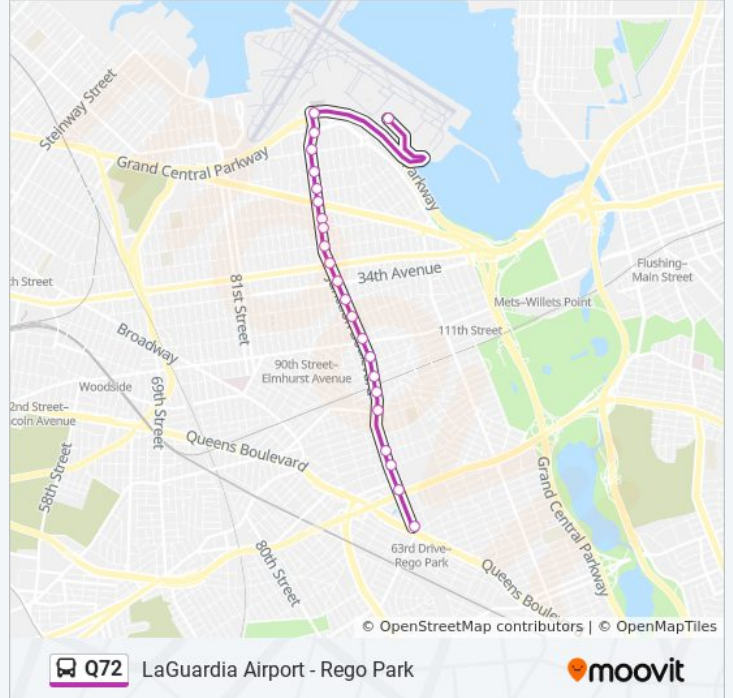 Steinway Street
Grand Central Parkway
Parkway
34th Avenue
Flushing–
Main Street
ch Street
81st Street
Mets–Willets Point
111th Street
Broadway
90th Street–
Elmhurst Avenue
Woodside
69th Street
2nd Street–
coln Avenue
Queens Boulevard
58th Street
Grand Central Parkway
80th Street
63rd Drive–
Rego Park
Queens Boule
© OpenStreetMap contributors | © OpenMapTiles
Q72 LaGuardia Airport - Rego Park
moovit